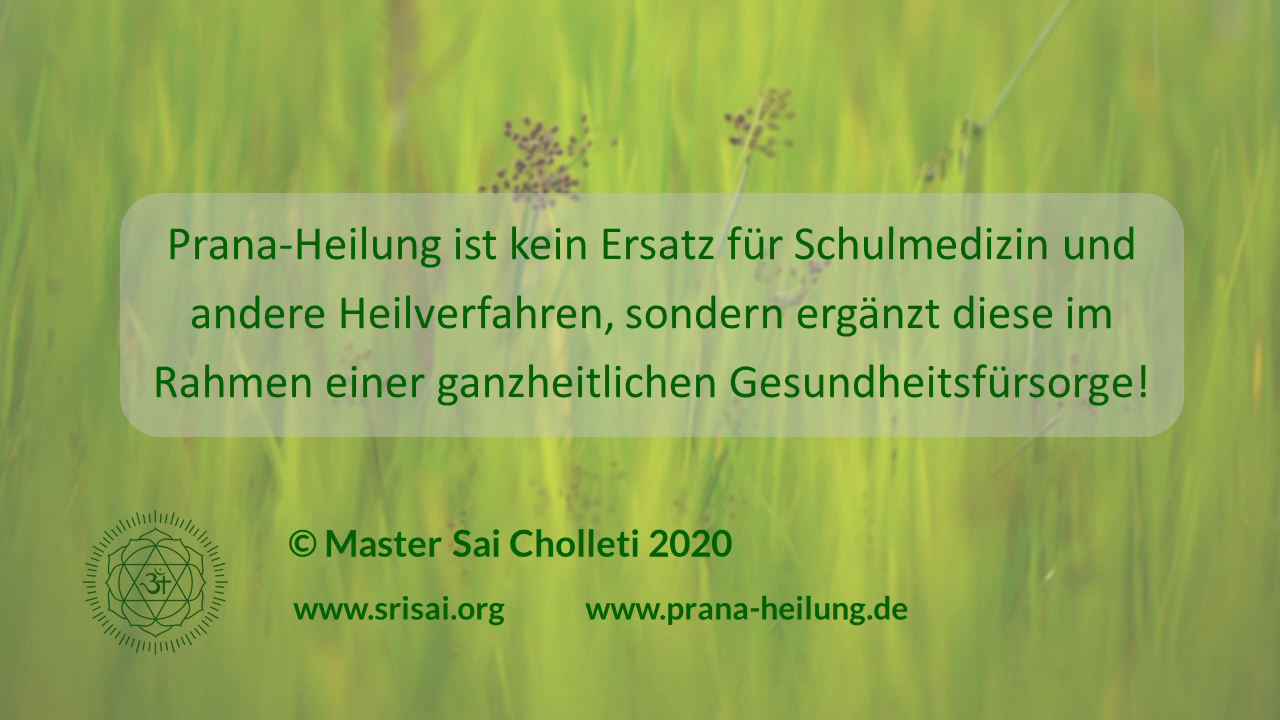 Prana-Heilung ist kein Ersatz für Schulmedizin und
andere Heilverfahren, sondern ergänzt diese im
Rahmen einer ganzheitlichen Gesundheitsfürsorge!
© Master Sai Cholleti 2020
www.srisai.org www.prana-heilung.de
ॐ